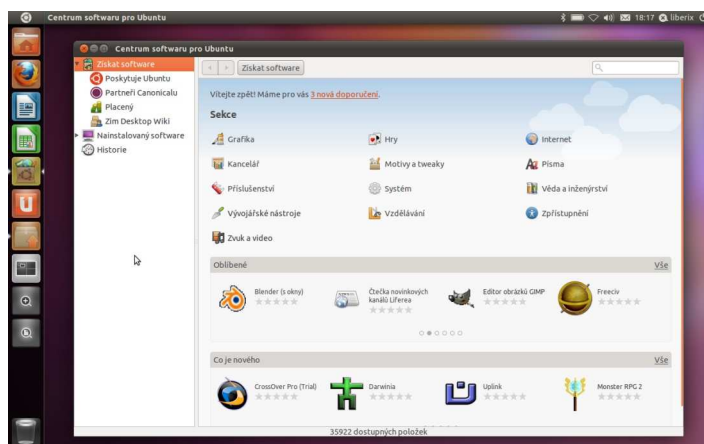 Centrum softwaru pro Ubuntu
18:17 liberix
Centrum softwaru pro Ubuntu
Získat software
Poskytuje Ubuntu
Partneři Canonicalu
Placený
Zim Desktop Wiki
Nainstalovaný software
Historie
Získat software
Vítejte zpět! Máme pro vás 3 nová doporučení.
Sekce
Grafika
Hry
Internet
Kancelář
Motivy a tweaky
Písma
Příslušenství
Systém
Věda a inženýrství
Vývojářské nástroje
Vzdělávání
Zpřístupnění
Zvuk a video
Oblíbené
Vše
Blender (s okny)
Čtečka novinkových
kanálů Liferea
Editor obrázků GIMP
Freeciv
Co je nového
Vše
CrossOver Pro (Trial)
Darwinia
Uplink
Monster RPG 2
35922 dostupných položek